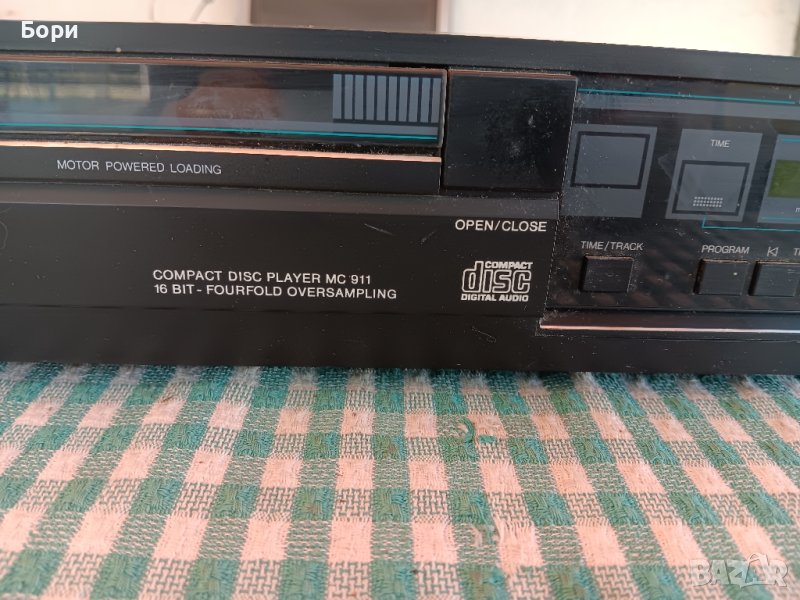 Бори
MOTOR POWERED LOADING
TIME
OPEN/CLOSE
TIME/TRACK
PROGRAM
COMPACT DISC PLAYER MC 911
16 BIT - FOURFOLD OVERSAMPLING
COMPACT
disc
DIGITAL AUDIO
BAZAR